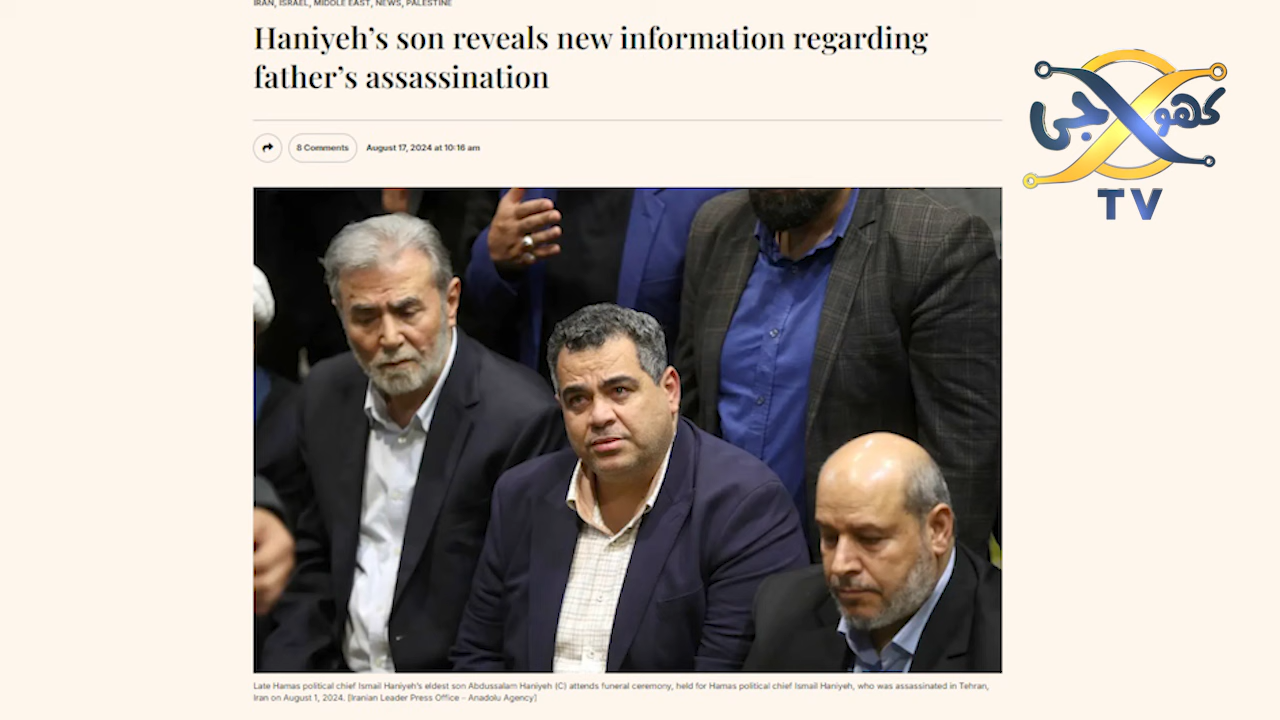 IRAN, ISRAEL, MIDDLE EAST, NEWS, PALESTINE
Haniyeh's son reveals new information regarding
father's assassination
8 Comments
August 17, 2024 at 10:16 am
کھوجی
TV
Late Hamas political chief Ismail Haniyeh's eldest son Abdussalam Haniyeh (C) attends funeral ceremony, held for Hamas political chief Ismail Haniyeh, who was assassinated in Tehran,
Iran on August 1, 2024. [Iranian Leader Press Office - Anadolu Agency]